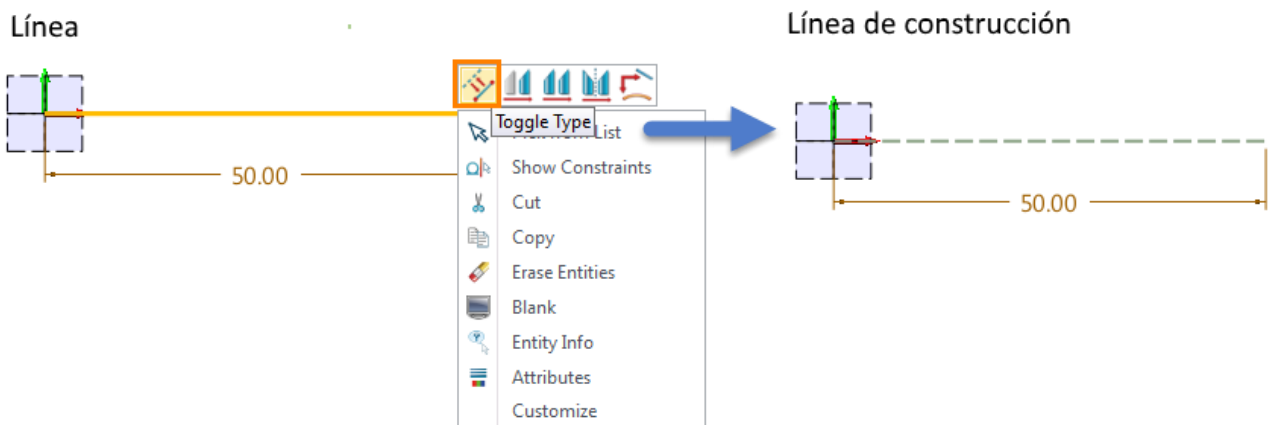 Línea
Línea de construcción
Toggle Type
List
Show Constraints
50.00
Cut
50.00
Copy
Erase Entities
Blank
Entity Info
Attributes
Customize